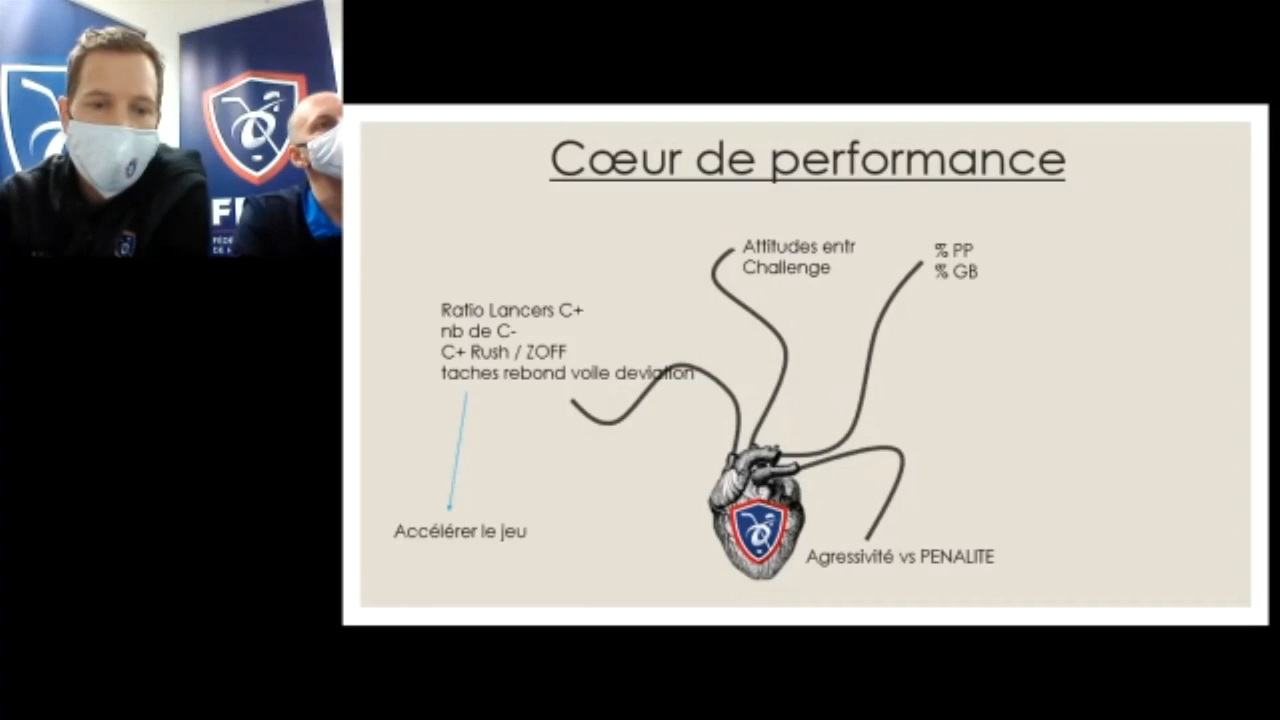 Cœur de performance
Attitudes entr
Challenge
% PP
% GB
Ratio Lancers C+
nb de C-
C+ Rush / ZOFF
taches rebond voile deviation
Accélérer le jeu
Agressivité vs PENALITE